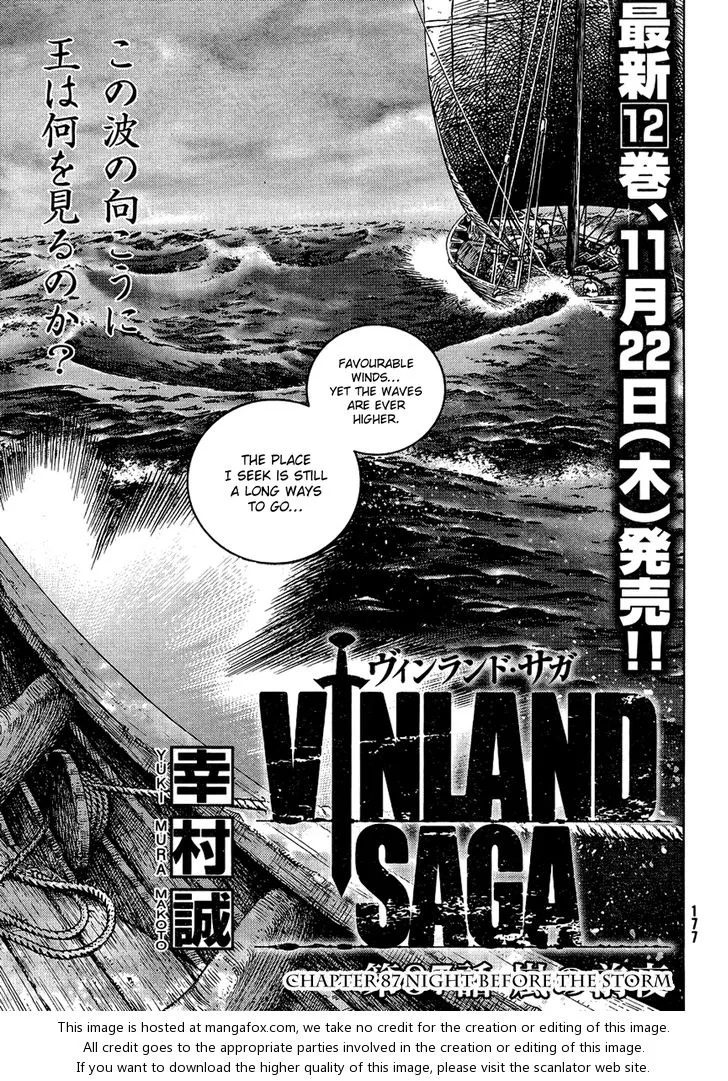 最新12巻、11月22日(木)発売!!
この波の向こうに
王は何を見るのか?
FAVOURABLE
WINDS...
YET THE WAVES
ARE EVER
HIGHER.
THE PLACE
I SEEK IS STILL
A LONG WAYS
TO GO...
ヴィンランド・サガ
VINLAND
SAGA
幸村誠
YUKI MURA MAKOTO
CHAPTER 87 NIGHT BEFORE THE STORM
177
This image is hosted at mangafox.com, we take no credit for the creation or editing of this image.
All credit goes to the appropriate parties involved in the creation or editing of this image.
If you want to download the higher quality of this image, please visit the scanlator web site.